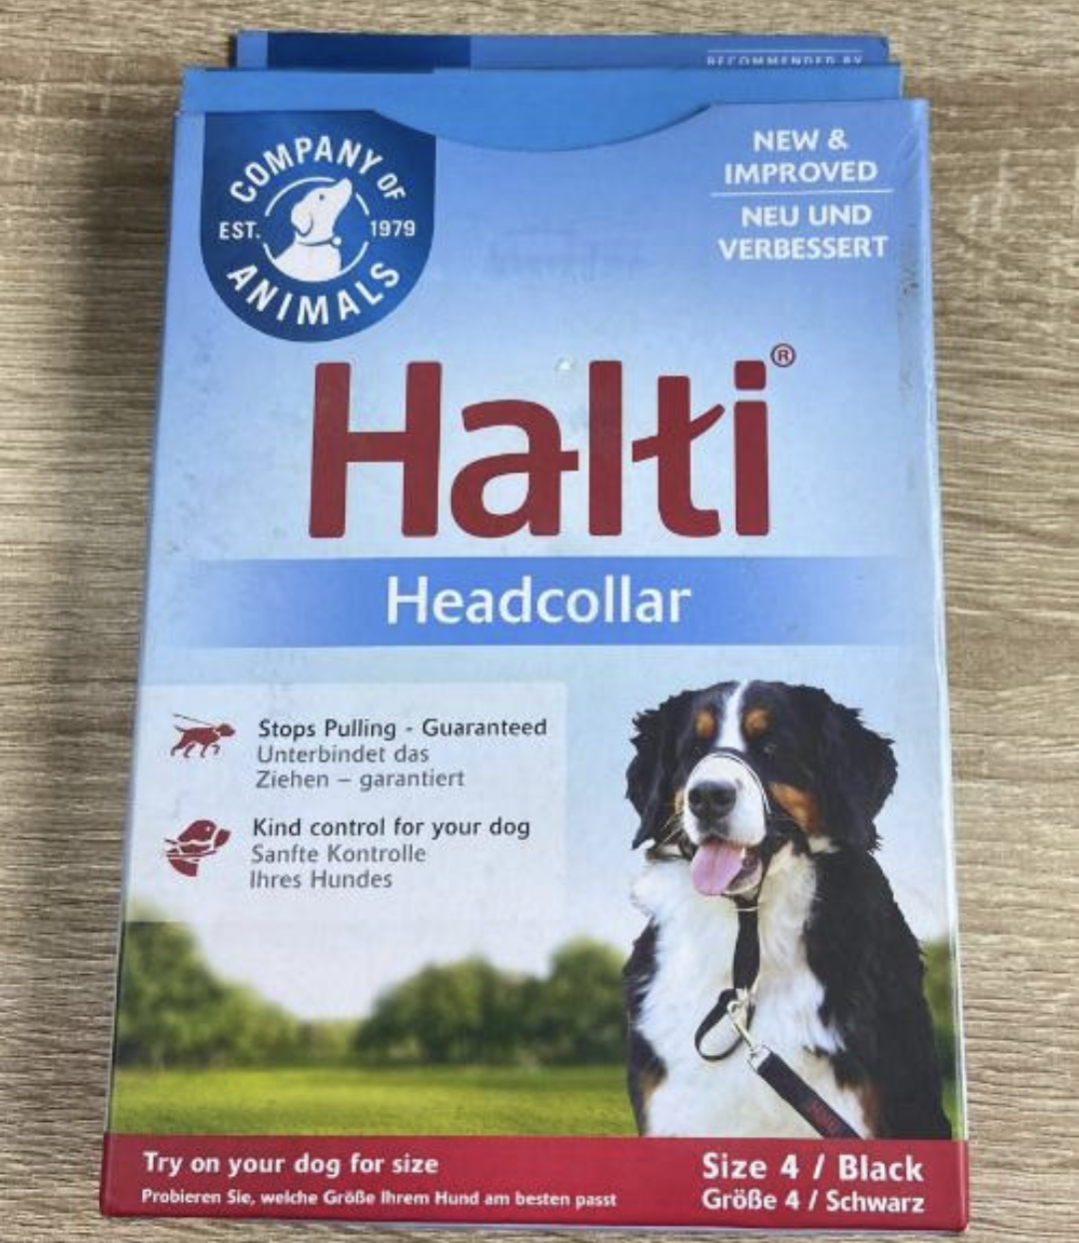 RECOMMENDED BY
COMPANY OF
EST. 1979
ANIMALS
NEW &
IMPROVED
NEU UND
VERBESSERT
Halti®
Headcollar
Stops Pulling - Guaranteed
Unterbindet das
Ziehen – garantiert
Kind control for your dog
Sanfte Kontrolle
Ihres Hundes
Try on your dog for size
Probieren Sie, welche Größe Ihrem Hund am besten passt
Size 4 / Black
Größe 4 / Schwarz